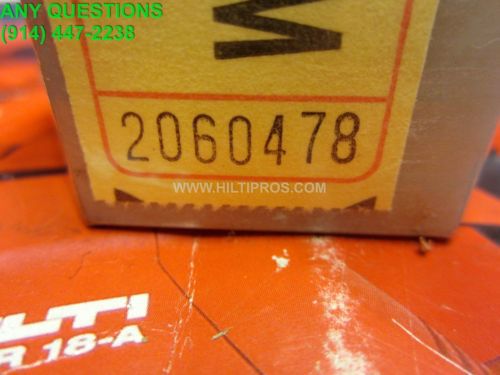 ANY QUESTIONS
(914) 447-2238
M
2060478
WWW.HILTIPROS.COM
LTI
R 18-A